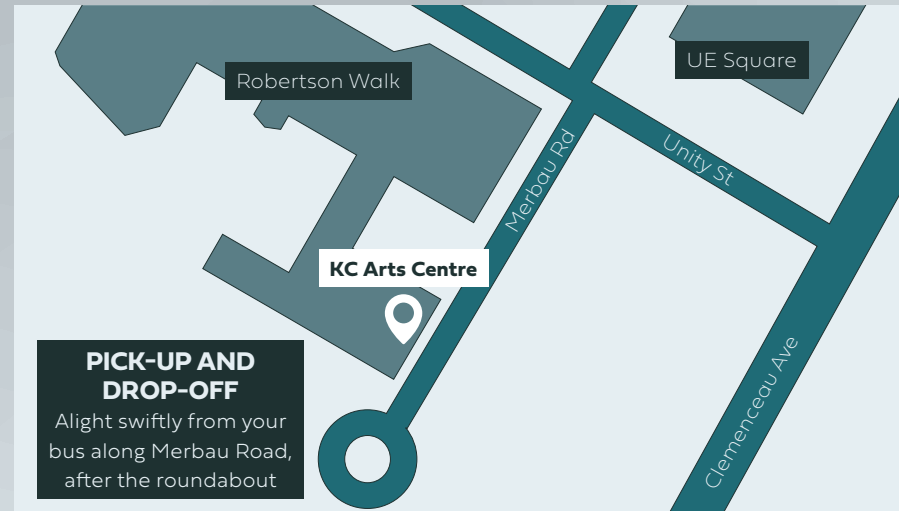 UE Square
Robertson Walk
Merbau Rd
Unity St
KC Arts Centre
Clemenceau Ave
PICK-UP AND
DROP-OFF
Alight swiftly from your
bus along Merbau Road,
after the roundabout